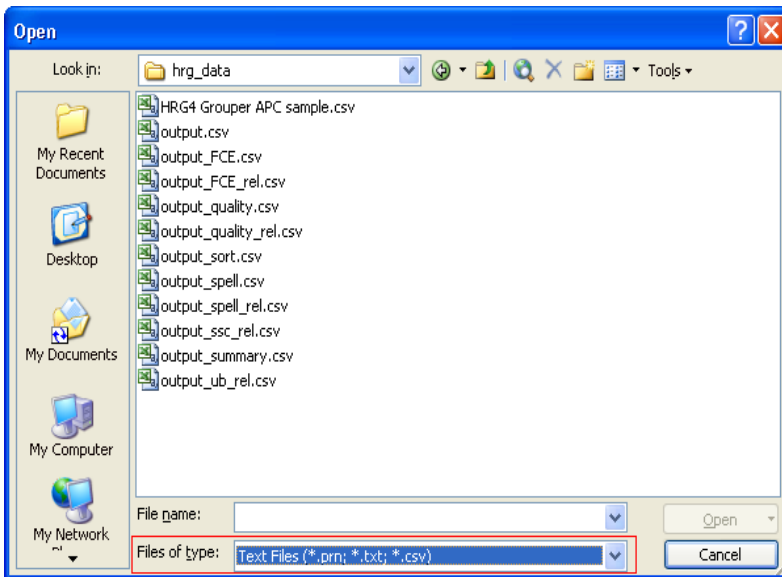 Open
Look in:
hrg_data
Tools
My Recent
Documents
Desktop
My Documents
My Computer
My Network
HRG4 Grouper APC sample.csv
output.csv
output_FCE.csv
output_FCE_rel.csv
output_quality.csv
output_quality_rel.csv
output_sort.csv
output_spell.csv
output_spell_rel.csv
output_ssc_rel.csv
output_summary.csv
output_ub_rel.csv
File name:
Open
Files of type:
Text Files (*.prn; *.txt; *.csv)
Cancel